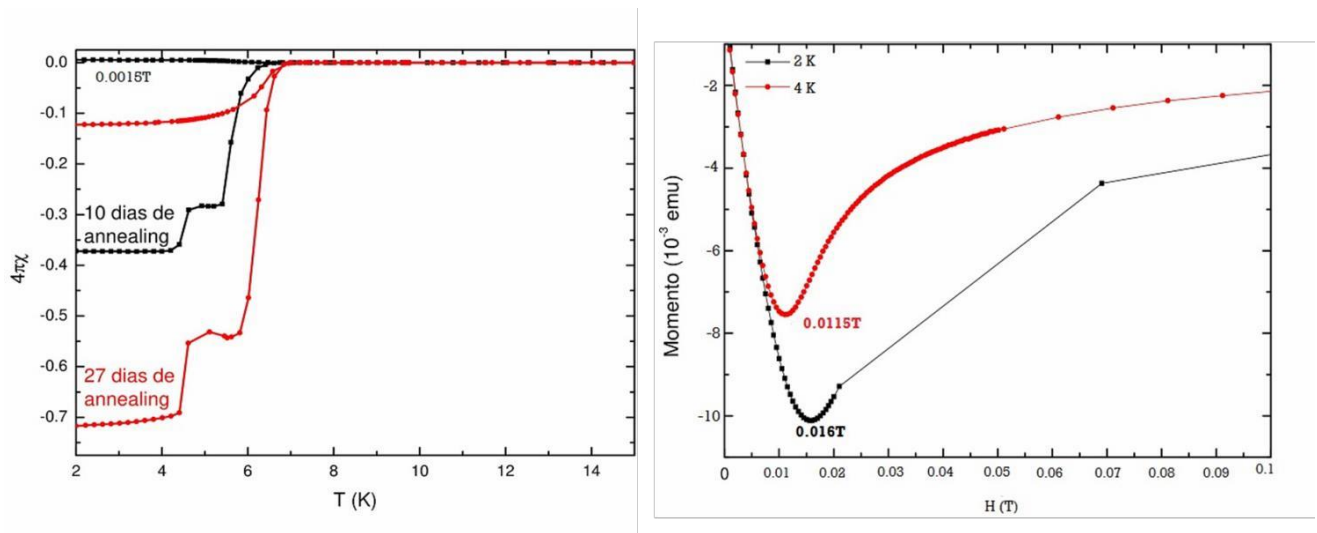 0.0
-0.1
-0.2
-0.3
-0.4
-0.5
-0.6
-0.7
4πχ
0.0015T
10 dias de
annealing
27 dias de
annealing
2 4 6 8 10 12 14
T (K)
2 K
4 K
-2
-4
-6
-8
-10
Momento (10⁻³ emu)
0.0115T
0.016T
0 0.01 0.02 0.03 0.04 0.05 0.06 0.07 0.08 0.09 0.1
H (T)